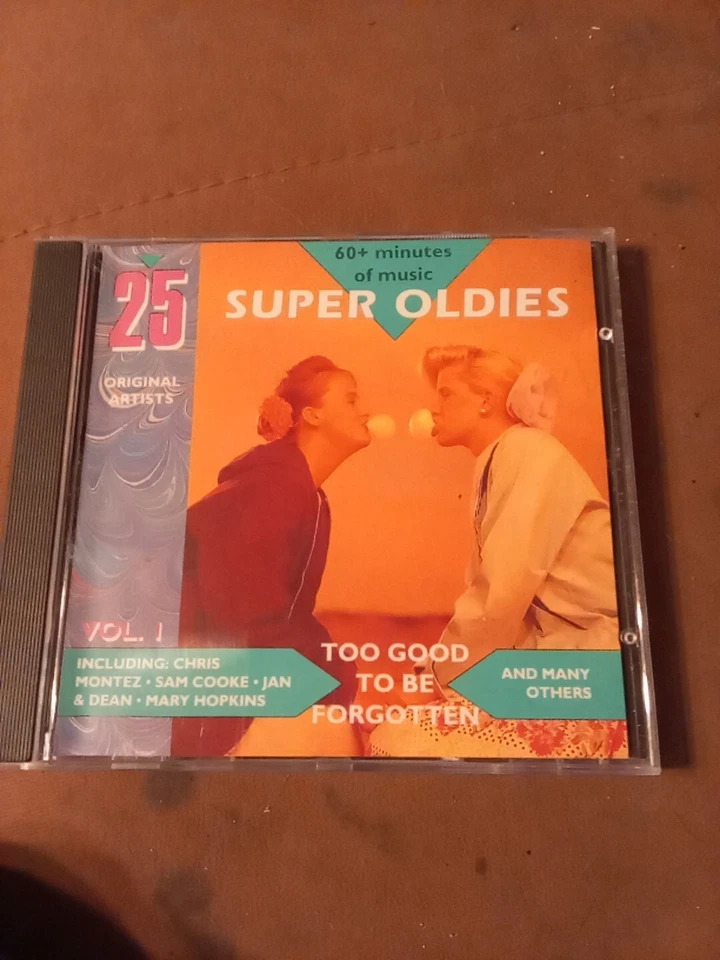 60+ minutes
of music
25
SUPER OLDIES
ORIGINAL
ARTISTS
VOL. I
INCLUDING: CHRIS
MONTEZ • SAM COOKE • JAN
& DEAN • MARY HOPKINS
TOO GOOD
TO BE
FORGOTTEN
AND MANY
OTHERS